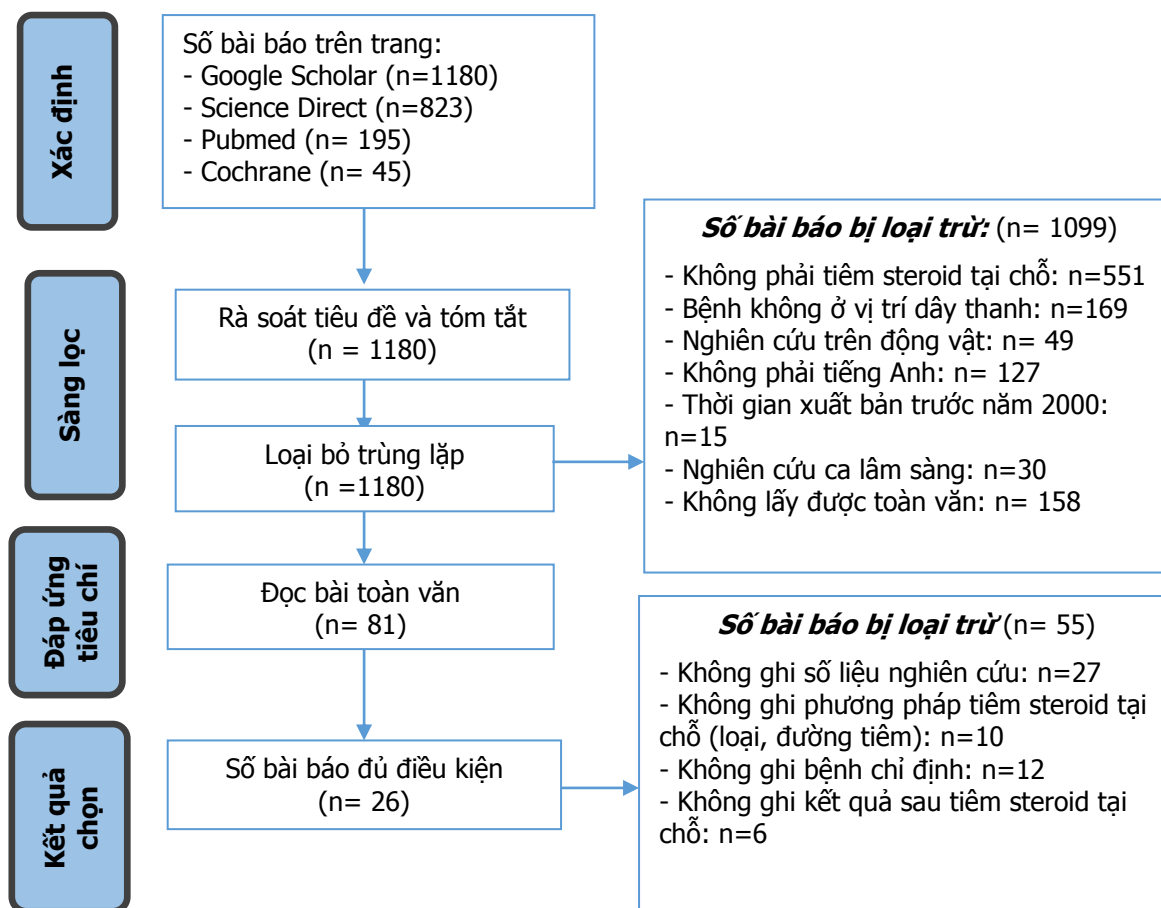 Xác định
Số bài báo trên trang:
- Google Scholar (n=1180)
- Science Direct (n=823)
- Pubmed (n= 195)
- Cochrane (n= 45)
Sàng lọc
Rà soát tiêu đề và tóm tắt
(n = 1180)
Loại bỏ trùng lặp
(n =1180)
Số bài báo bị loại trừ: (n= 1099)
- Không phải tiêm steroid tại chỗ: n=551
- Bệnh không ở vị trí dây thanh: n=169
- Nghiên cứu trên động vật: n= 49
- Không phải tiếng Anh: n= 127
- Thời gian xuất bản trước năm 2000:
n=15
- Nghiên cứu ca lâm sàng: n=30
- Không lấy được toàn văn: n= 158
Đáp ứng
tiêu chí
Đọc bài toàn văn
(n= 81)
Số bài báo bị loại trừ (n= 55)
- Không ghi số liệu nghiên cứu: n=27
- Không ghi phương pháp tiêm steroid tại
chỗ (loại, đường tiêm): n=10
- Không ghi bệnh chỉ định: n=12
- Không ghi kết quả sau tiêm steroid tại
chỗ: n=6
Kết quả
chọn
Số bài báo đủ điều kiện
(n= 26)